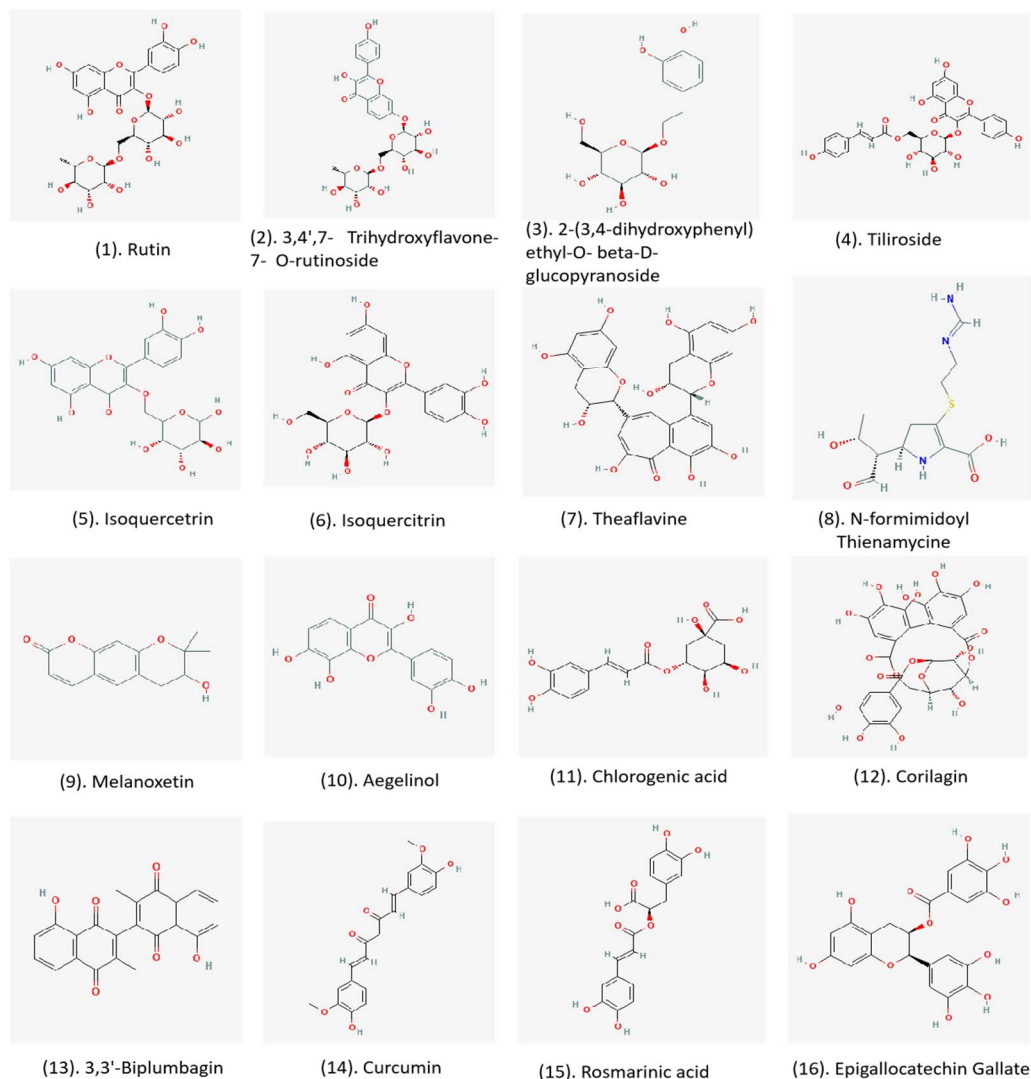 (1). Rutin
(2). 3,4',7- Trihydroxyflavone-
7- O-rutinoside
(3). 2-(3,4-dihydroxyphenyl)
ethyl-O- beta-D-
glucopyranoside
(4). Tiliroside
(5). Isoquercetrin
(6). Isoquercitrin
(7). Theaflavine
(8). N-formimidoyl
Thienamycine
(9). Melanoxetin
(10). Aegelinol
(11). Chlorogenic acid
(12). Corilagin
(13). 3,3'-Biplumbagin
(14). Curcumin
(15). Rosmarinic acid
(16). Epigallocatechin Gallate